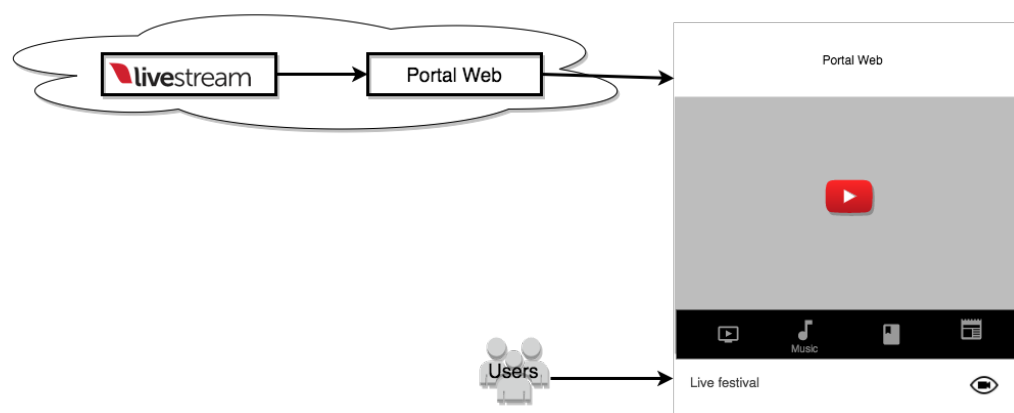 livestream
Portal Web
Portal Web
Music
Users
Live festival